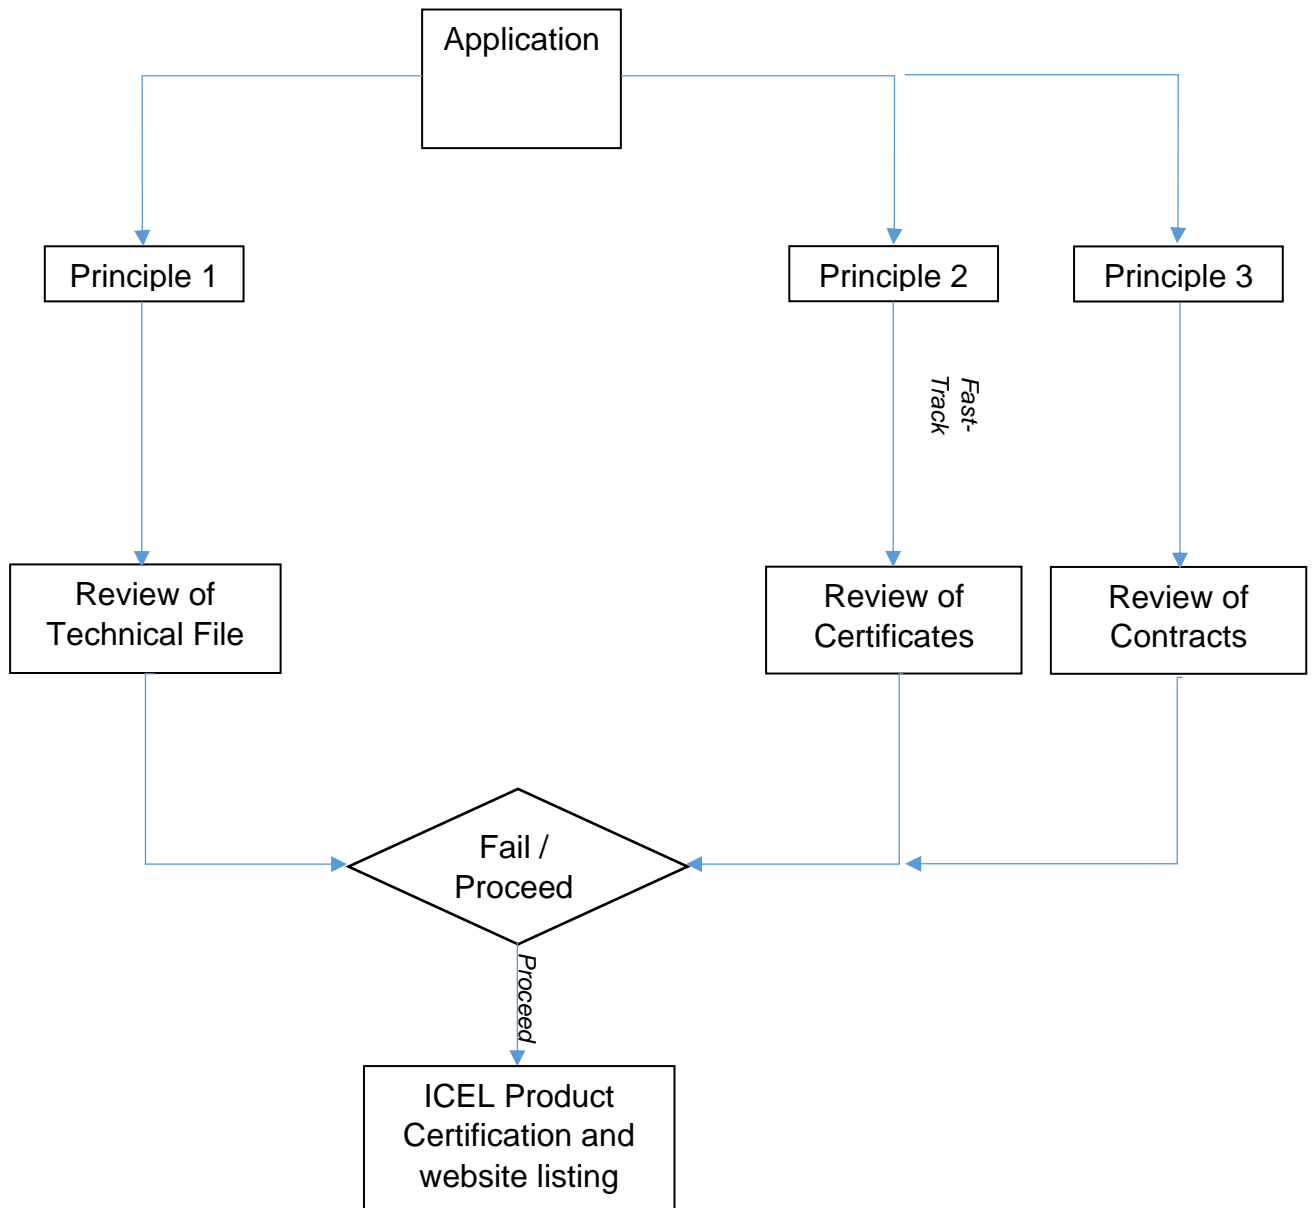 Application
Principle 1
Principle 2
Principle 3
Fast-
Track
Review of
Technical File
Review of
Certificates
Review of
Contracts
Fail /
Proceed
Proceed
ICEL Product
Certification and
website listing